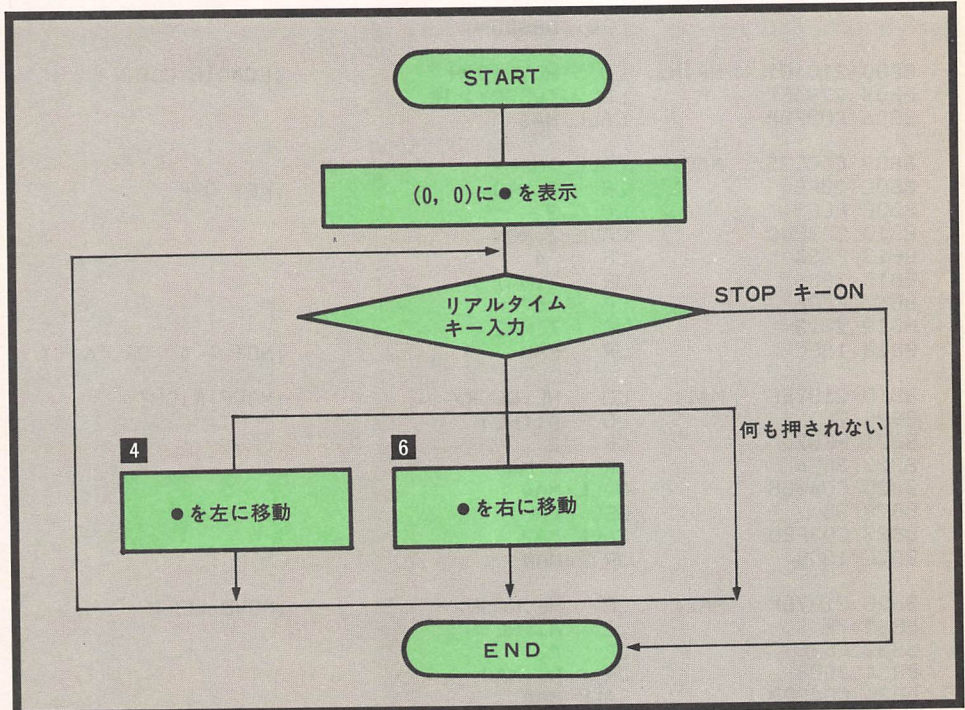 START
(0, 0)に●を表示
リアルタイム
キー入力
STOP キーON
何も押されない
4
6
●を左に移動
●を右に移動
END